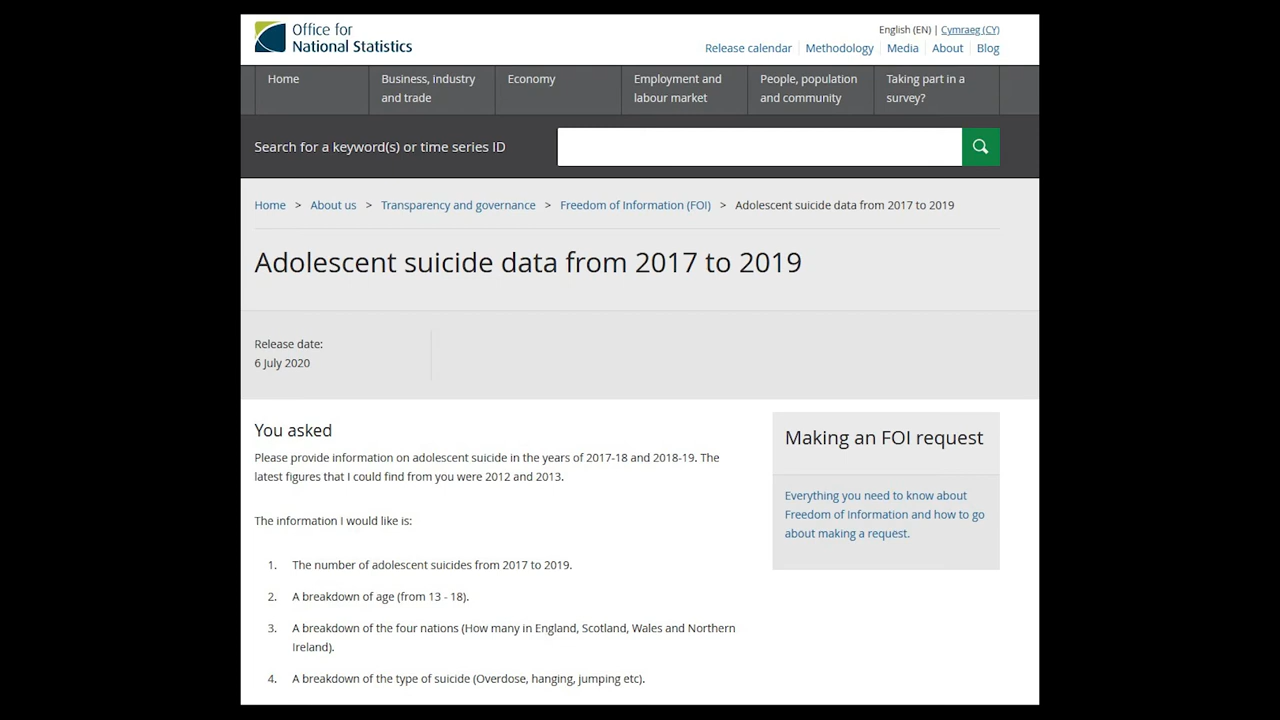 Office for
National Statistics
English (EN) | Cymraeg (CY)
Release calendar Methodology Media About Blog
Home
Business, industry and trade
Economy
Employment and labour market
People, population and community
Taking part in a survey?
Search for a keyword(s) or time series ID
Home > About us > Transparency and governance > Freedom of Information (FOI) > Adolescent suicide data from 2017 to 2019
Adolescent suicide data from 2017 to 2019
Release date:
6 July 2020
You asked
Please provide information on adolescent suicide in the years of 2017-18 and 2018-19. The
latest figures that I could find from you were 2012 and 2013.
The information I would like is:
1. The number of adolescent suicides from 2017 to 2019.
2. A breakdown of age (from 13 - 18).
3. A breakdown of the four nations (How many in England, Scotland, Wales and Northern
Ireland).
4. A breakdown of the type of suicide (Overdose, hanging, jumping etc).
Making an FOI request
Everything you need to know about
Freedom of Information and how to go
about making a request.